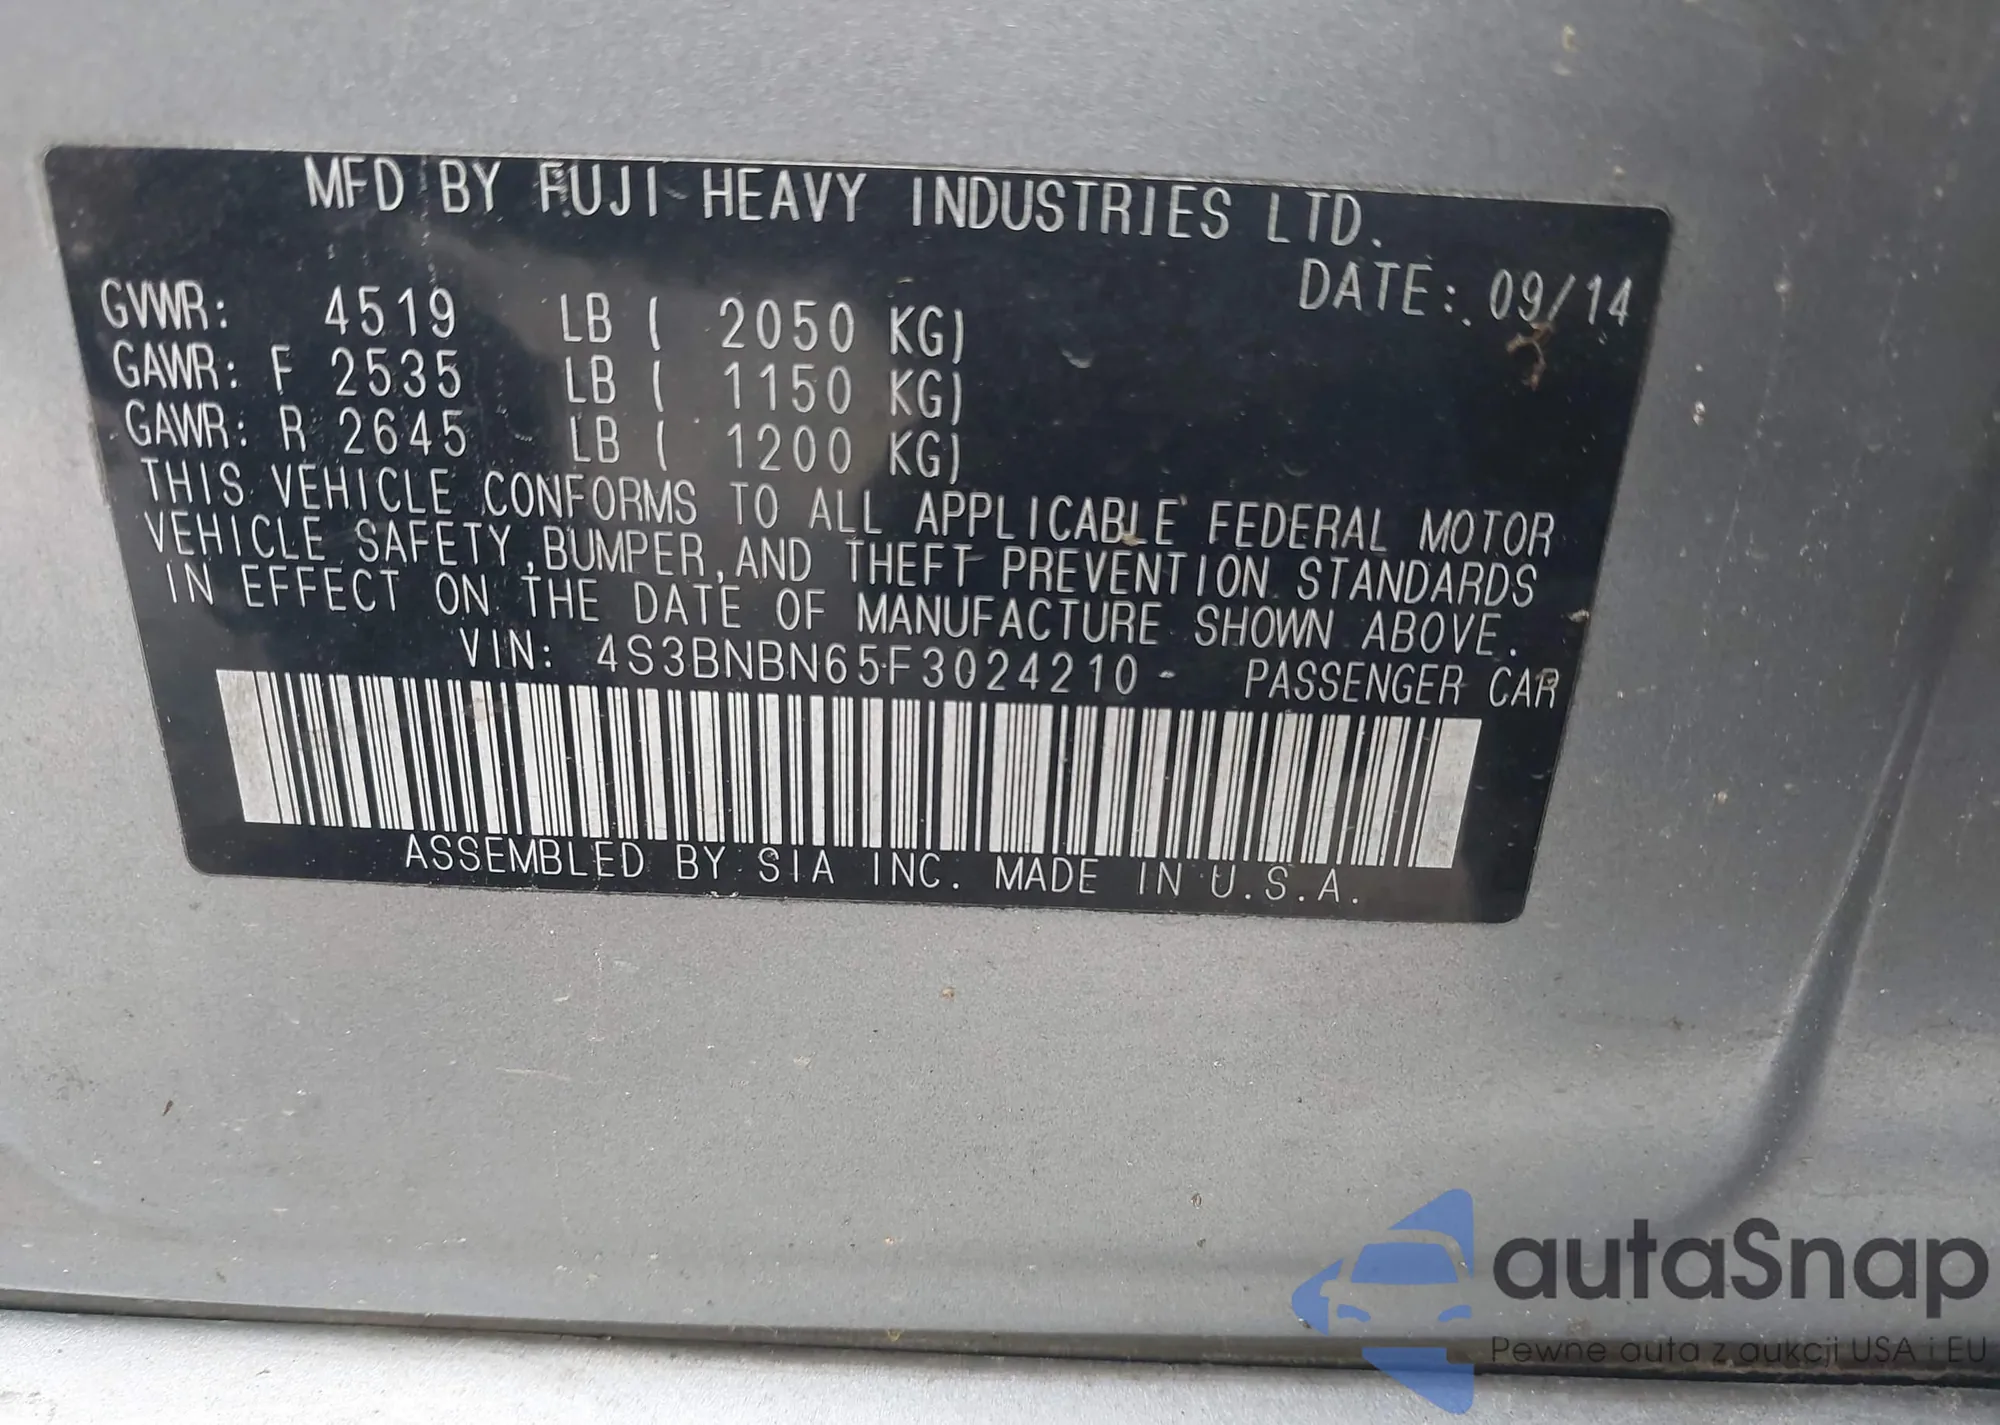 MFD BY FUJI HEAVY INDUSTRIES LTD.
DATE: 09/14
GVWR: 4519 LB ( 2050 KG)
GAWR: F 2535 LB ( 1150 KG)
GAWR: R 2645 LB ( 1200 KG)
THIS VEHICLE CONFORMS TO ALL APPLICABLE FEDERAL MOTOR
VEHICLE SAFETY,BUMPER,AND THEFT PREVENTION STANDARDS
IN EFFECT ON THE DATE OF MANUFACTURE SHOWN ABOVE.
VIN: 4S3BNBN65F3024210 - PASSENGER CAR
ASSEMBLED BY SIA INC. MADE IN U.S.A.
autaSnap
Pewne auta z aukcji USA i EU